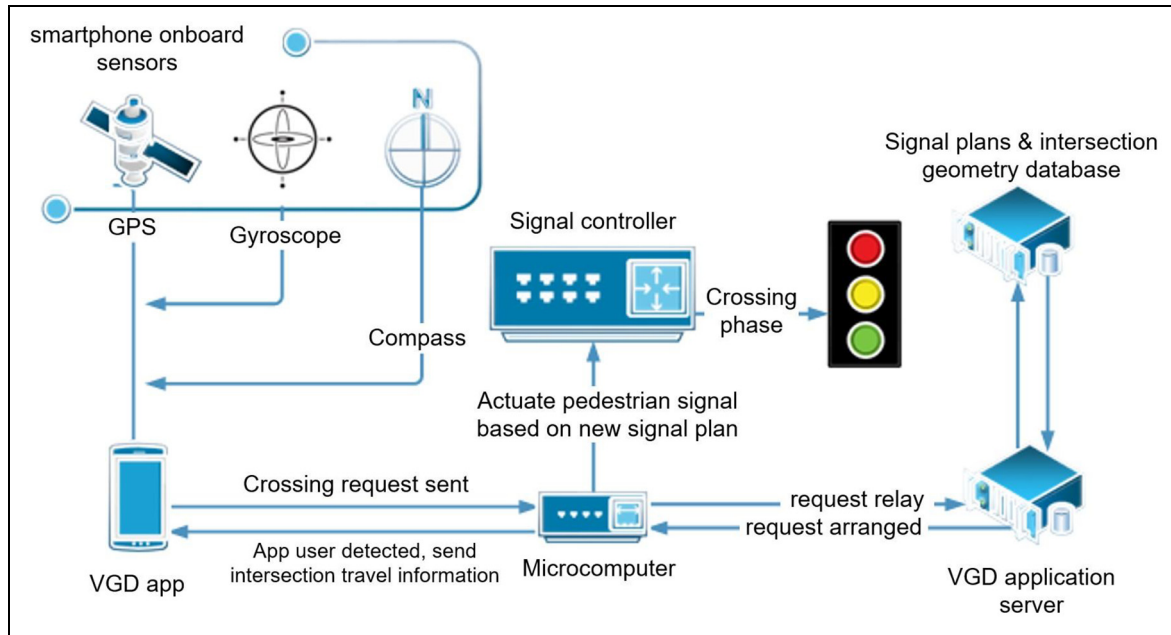 smartphone onboard
sensors
N
GPS
Gyroscope
Compass
Signal controller
Crossing
phase
Signal plans & intersection
geometry database
Actuate pedestrian signal
based on new signal plan
Crossing request sent
App user detected, send
intersection travel information
VGD app
Microcomputer
request relay
request arranged
VGD application
server